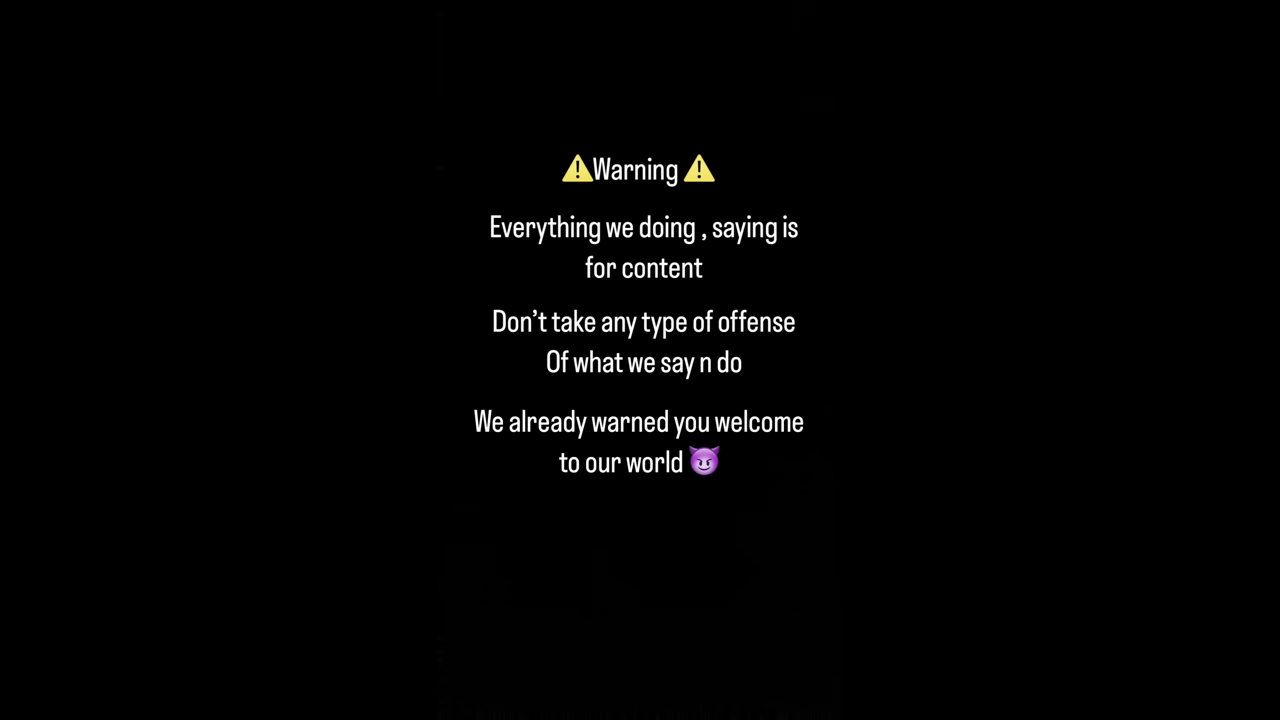 ⚠️Warning ⚠️
Everything we doing , saying is
for content
Don’t take any type of offense
Of what we say n do
We already warned you welcome
to our world 😈